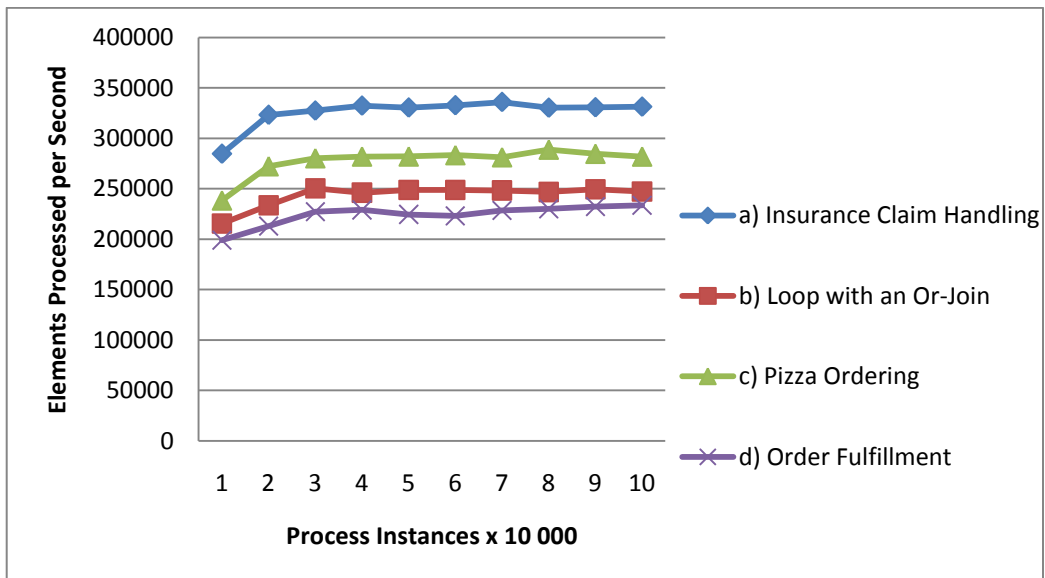 400000
350000
300000
250000
200000
150000
100000
50000
0
Elements Processed per Second
1 2 3 4 5 6 7 8 9 10
Process Instances x 10 000
a) Insurance Claim Handling
b) Loop with an Or-Join
c) Pizza Ordering
d) Order Fulfillment